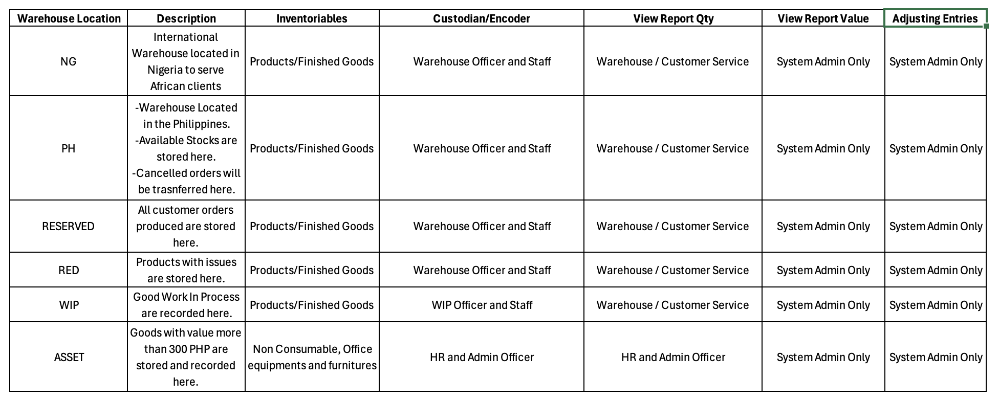 Warehouse Location Description Inventoriables Custodian/Encoder View Report Qty View Report Value Adjusting Entries
NG
International
Warehouse located in
Nigeria to serve
African clients
Products/Finished Goods
Warehouse Officer and Staff
Warehouse / Customer Service
System Admin Only
System Admin Only
PH
-Warehouse Located
in the Philippines.
-Available Stocks are
stored here.
-Cancelled orders will
be trasnferred here.
Products/Finished Goods
Warehouse Officer and Staff
Warehouse / Customer Service
System Admin Only
System Admin Only
RESERVED
All customer orders
produced are stored
here.
Products/Finished Goods
Warehouse Officer and Staff
Warehouse / Customer Service
System Admin Only
System Admin Only
RED
Products with issues
are stored here.
Products/Finished Goods
Warehouse Officer and Staff
Warehouse / Customer Service
System Admin Only
System Admin Only
WIP
Good Work In Process
are recorded here.
Products/Finished Goods
WIP Officer and Staff
Warehouse / Customer Service
System Admin Only
System Admin Only
ASSET
Goods with value more
than 300 PHP are
stored and recorded
here.
Non Consumable, Office
equipments and furnitures
HR and Admin Officer
HR and Admin Officer
System Admin Only
System Admin Only